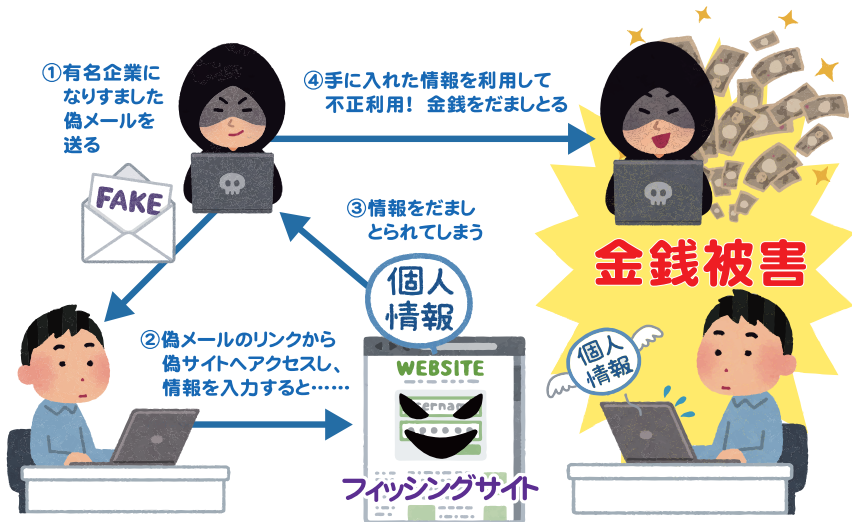 ①有名企業に
なりすました
偽メールを
送る
FAKE
④手に入れた情報を利用して
不正利用! 金銭をだましとる
③情報をだまし
とられてしまう
個人
情報
②偽メールのリンクから
偽サイトへアクセスし、
情報を入力すると……
WEBSITE
フィッシングサイト
金銭被害
個人
情報